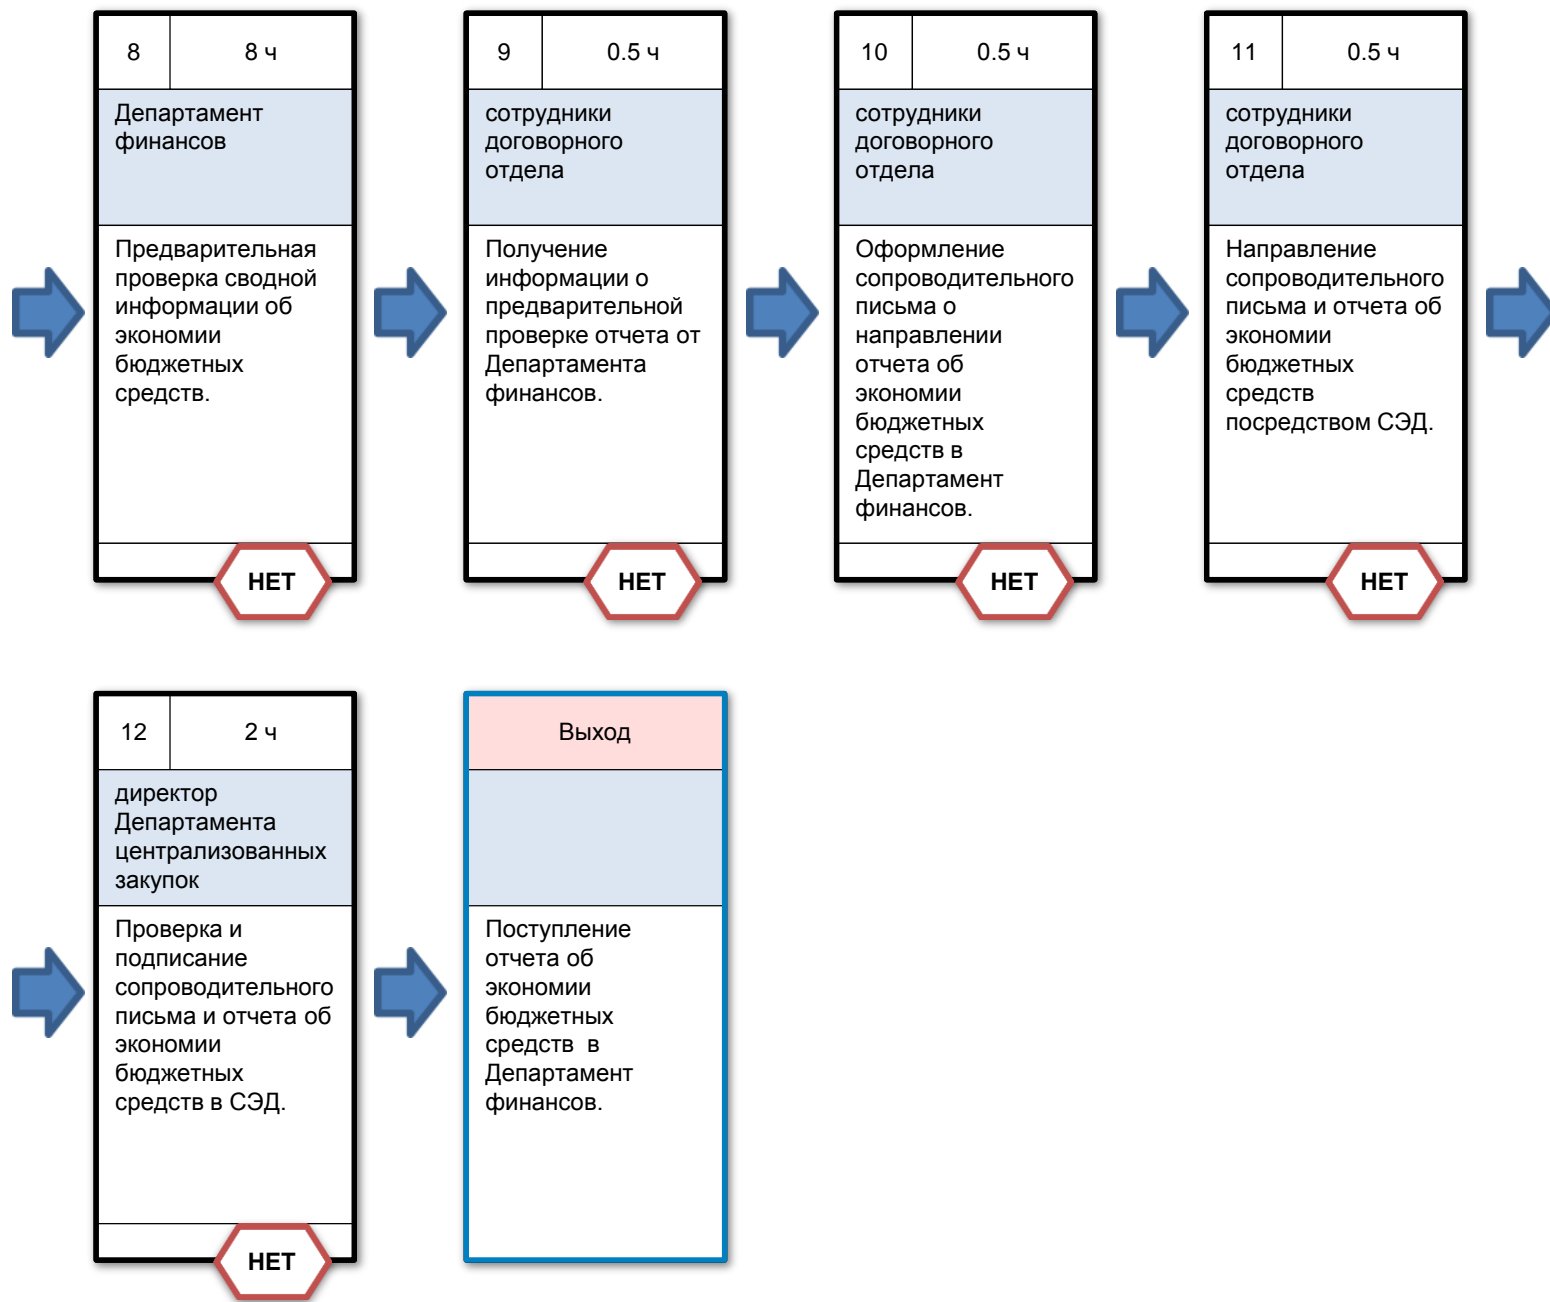 8
8 ч
Департамент
финансов
Предварительная
проверка сводной
информации об
экономии
бюджетных
средств.
НЕТ
9
0.5 ч
сотрудники
договорного
отдела
Получение
информации о
предварительной
проверке отчета от
Департамента
финансов.
НЕТ
10
0.5 ч
сотрудники
договорного
отдела
Оформление
сопроводительного
письма о
направлении
отчета об
экономии
бюджетных
средств в
Департамент
финансов.
НЕТ
11
0.5 ч
сотрудники
договорного
отдела
Направление
сопроводительного
письма и отчета об
экономии
бюджетных
средств
посредством СЭД.
НЕТ
12
2 ч
директор
Департамента
централизованных
закупок
Проверка и
подписание
сопроводительного
письма и отчета об
экономии
бюджетных
средств в СЭД.
НЕТ
Выход
Поступление
отчета об
экономии
бюджетных
средств  в
Департамент
финансов.